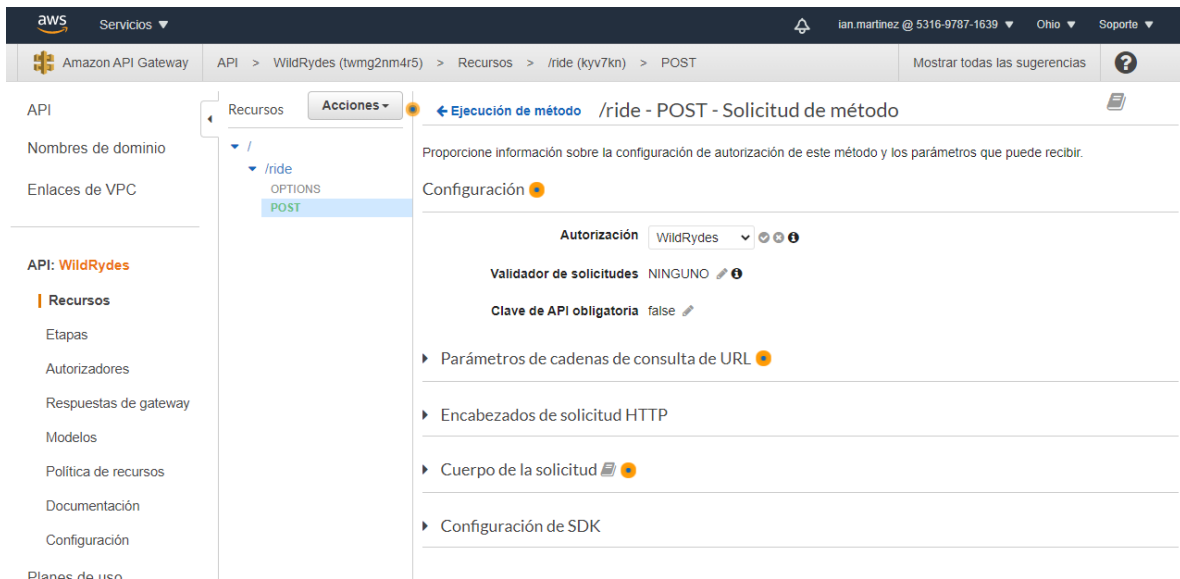 aws Servicios ian.martinez @ 5316-9787-1639 Ohio Soporte
Amazon API Gateway API > WildRydes (twmg2nm4r5) > Recursos > /ride (kyv7kn) > POST Mostrar todas las sugerencias ?
API
Nombres de dominio
Enlaces de VPC
API: WildRydes
Recursos
Etapas
Autorizadores
Respuestas de gateway
Modelos
Política de recursos
Documentación
Configuración
Planes de uso
Recursos Acciones
/
/ride
OPTIONS
POST
Ejecución de método /ride - POST - Solicitud de método
Proporcione información sobre la configuración de autorización de este método y los parámetros que puede recibir.
Configuración
Autorización WildRydes
Validador de solicitudes NINGUNO
Clave de API obligatoria false
Parámetros de cadenas de consulta de URL
Encabezados de solicitud HTTP
Cuerpo de la solicitud
Configuración de SDK